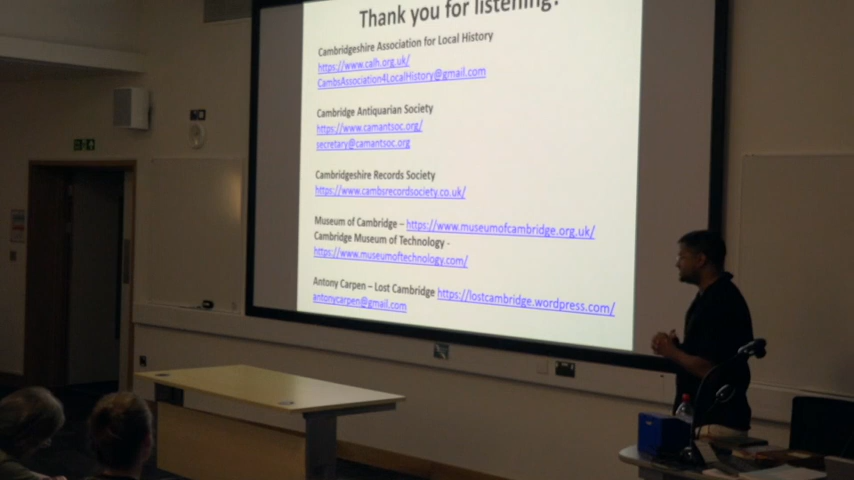 Thank you for listening!
Cambridgeshire Association for Local History
https://www.calh.org.uk/
CambsAssociation4LocalHistory@gmail.com
Cambridge Antiquarian Society
https://www.camantsoc.org/
secretary@camantsoc.org
Cambridgeshire Records Society
https://www.cambsrecordsociety.co.uk/
Museum of Cambridge – https://www.museumofcambridge.org.uk/
Cambridge Museum of Technology -
https://www.museumoftechnology.com/
Antony Carpen – Lost Cambridge https://lostcambridge.wordpress.com/
antonycarpen@gmail.com